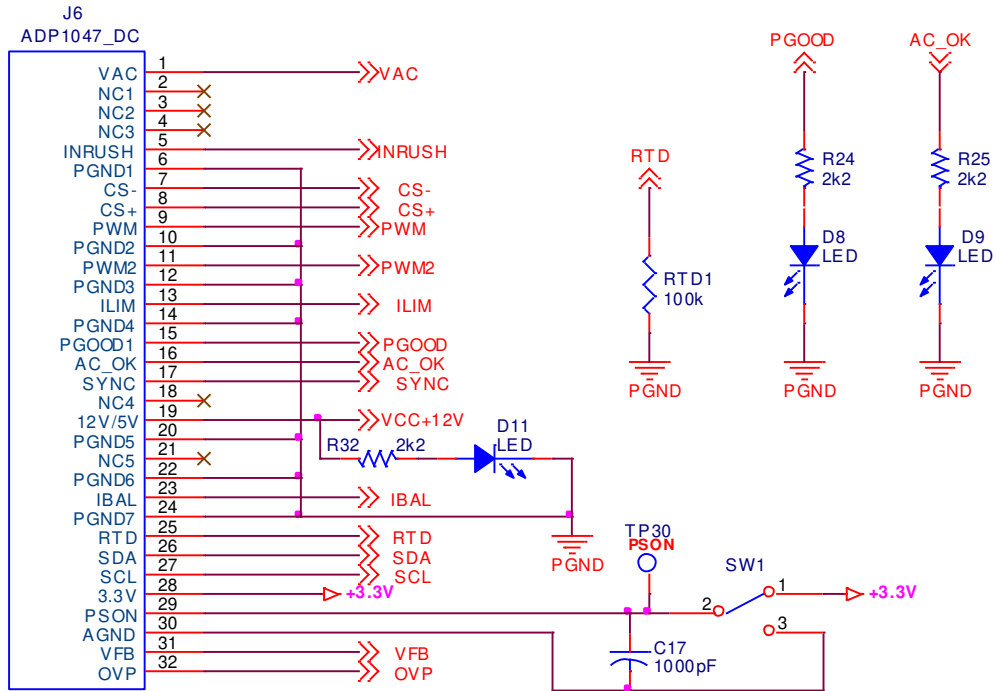 J6
ADP1047_DC
VAC 1 VAC
NC1 2
NC2 3
NC3 4
INRUSH 5 INRUSH
PGND1 6
CS- 7 CS-
CS+ 8 CS+
PWM 9 PWM
PGND2 10
PWM2 11 PWM2
PGND3 12
ILIM 13 ILIM
PGND4 14
PGOOD1 15 PGOOD
AC_OK 16 AC_OK
SYNC 17 SYNC
NC4 18
12V/5V 19 VCC+12V
PGND5 20
NC5 21
PGND6 22
IBAL 23 IBAL
PGND7 24
RTD 25 RTD
SDA 26 SDA
SCL 27 SCL
3.3V 28 +3.3V
PSON 29
AGND 30
VFB 31 VFB
OVP 32 OVP
R32 2k2
D11
LED
PGND
RTD
RTD1
100k
PGND
PGOOD
R24
2k2
D8
LED
PGND
AC_OK
R25
2k2
D9
LED
PGND
TP30
PSON
SW1
2
1
+3.3V
3
C17
1000pF